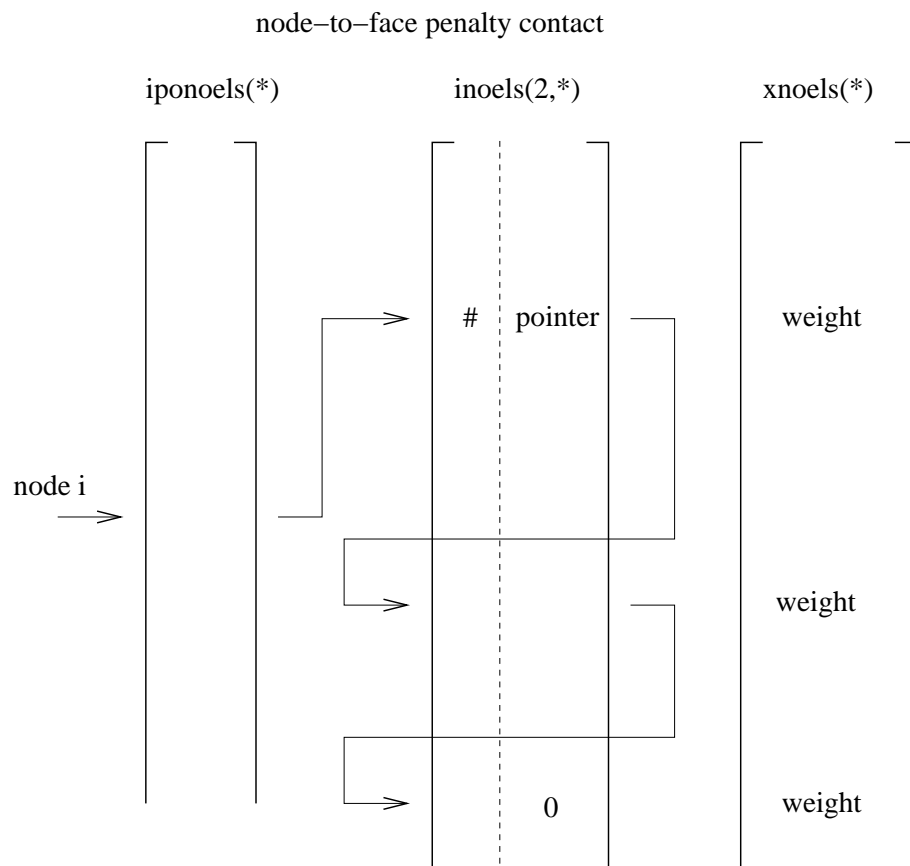 node−to−face penalty contact
iponoels(*)
inoels(2,*)
xnoels(*)
# pointer
weight
node i
weight
0
weight